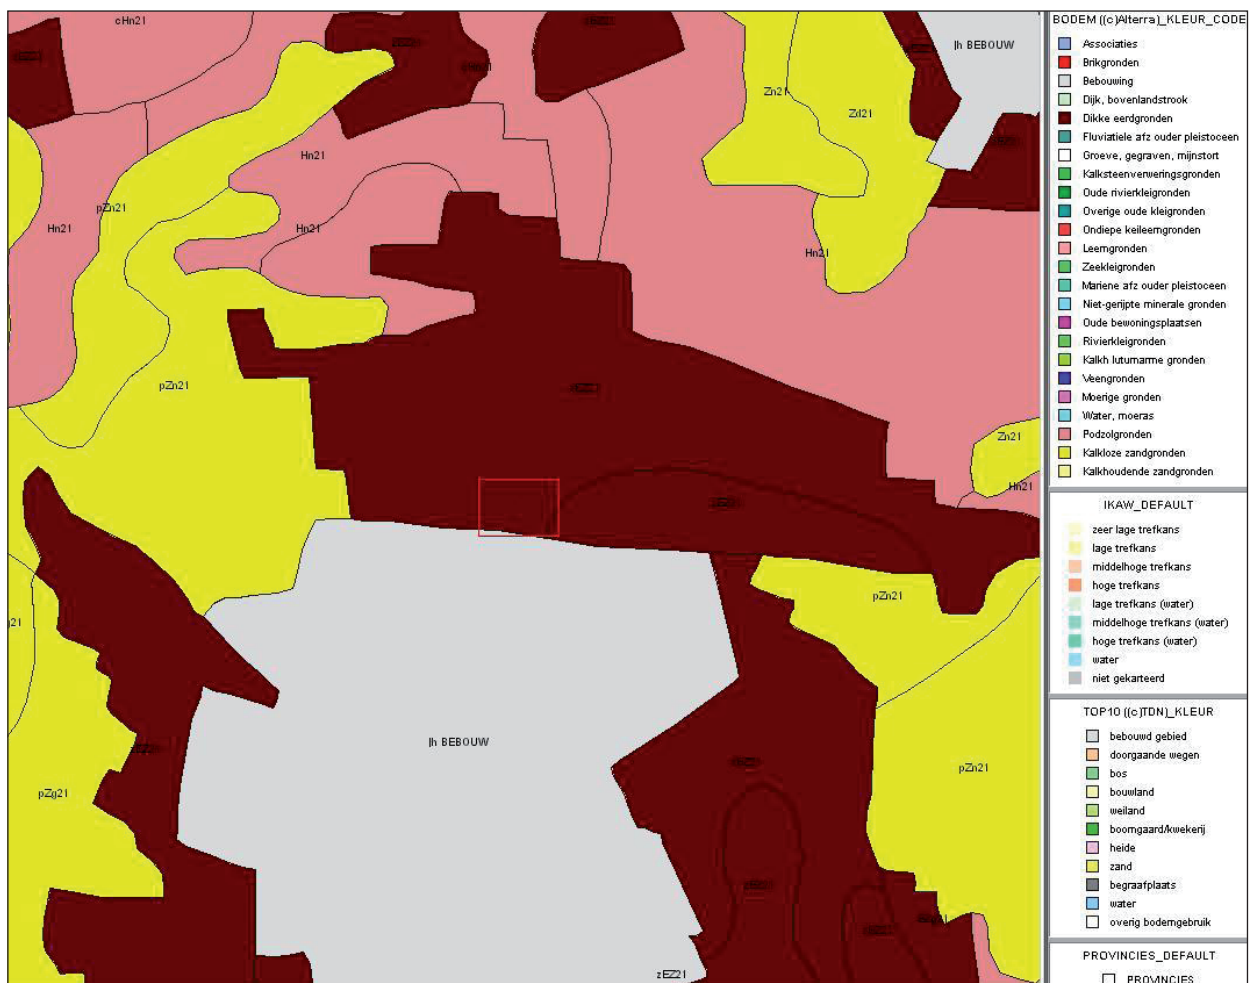 cHn21
|h BEBOUW
Zn21
Zd21
Hn21
pZn21
Hn21
Hn21
Hn21
pZn21
Zn21
Hn21
pZn21
|h BEBOUW
pZn21
pZg21
zEZ21
BODEM ((c)Alterra)_KLEUR_CODE
Associaties
Brikgronden
Bebouwing
Dijk, bovenlandstrook
Dikke eerdgronden
Fluviatiele afz ouder pleistoceen
Groeve, gegraven, mijnstort
Kalksteenverweringsgronden
Oude rivierkleigronden
Overige oude kleigronden
Ondiepe keileemgronden
Leemgronden
Zeekleigronden
Mariene afz ouder pleistoceen
Niet-gerijpte minerale gronden
Oude bewoningsplaatsen
Rivierkleigronden
Kalkh lutumarme gronden
Veengronden
Moerige gronden
Water, moeras
Podzolgronden
Kalkloze zandgronden
Kalkhoudende zandgronden
IKAW_DEFAULT
zeer lage trefkans
lage trefkans
middelhoge trefkans
hoge trefkans
lage trefkans (water)
middelhoge trefkans (water)
hoge trefkans (water)
water
niet gekarteerd
TOP10 ((c)TDN)_KLEUR
bebouwd gebied
doorgaande wegen
bos
bouwland
weiland
boomgaard/kwekerij
heide
zand
begraafplaats
water
overig bodemgebruik
PROVINCIES_DEFAULT
PROVINCIES